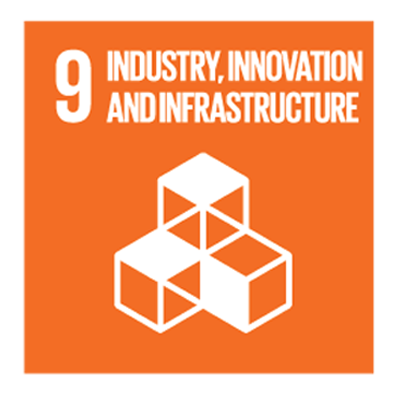 9 INDUSTRY, INNOVATION
AND INFRASTRUCTURE